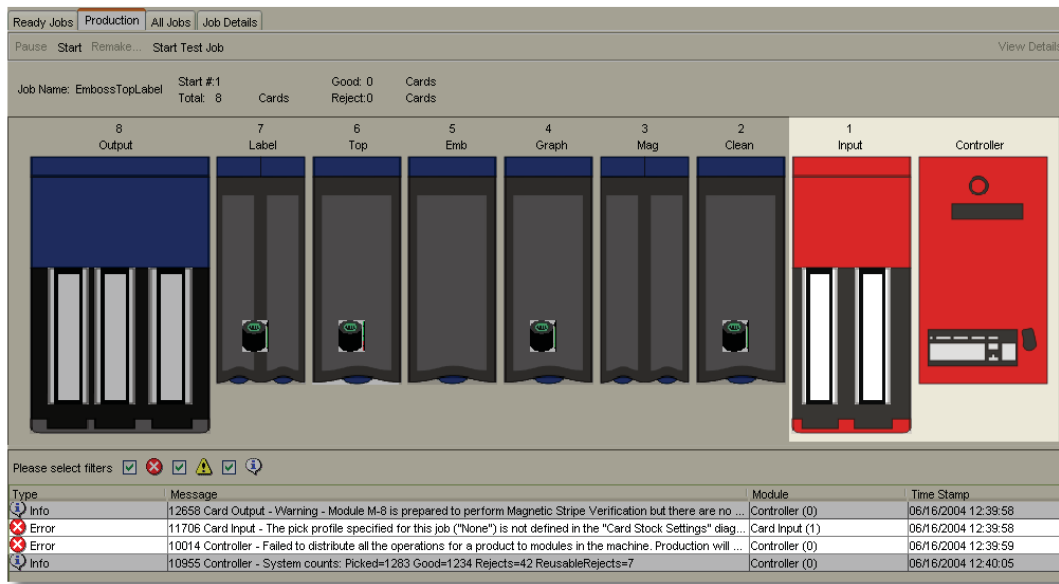 Ready Jobs Production All Jobs Job Details
Pause Start Remake... Start Test Job View Details
Job Name: EmbossTopLabel
Start #:1 Good: 0 Cards
Total: 8 Cards Reject:0 Cards
8 7 6 5 4 3 2 1
Output Label Top Emb Graph Mag Clean Input Controller
Please select filters
Type Message Module Time Stamp
Info 12658 Card Output - Warning - Module M-8 is prepared to perform Magnetic Stripe Verification but there are no ... Controller (0) 06/16/2004 12:39:58
Error 11706 Card Input - The pick profile specified for this job ("None") is not defined in the "Card Stock Settings" diag... Card Input (1) 06/16/2004 12:39:58
Error 10014 Controller - Failed to distribute all the operations for a product to modules in the machine. Production will ... Controller (0) 06/16/2004 12:39:59
Info 10955 Controller - System counts: Picked=1283 Good=1234 Rejects=42 ReusableRejects=7 Controller (0) 06/16/2004 12:40:05